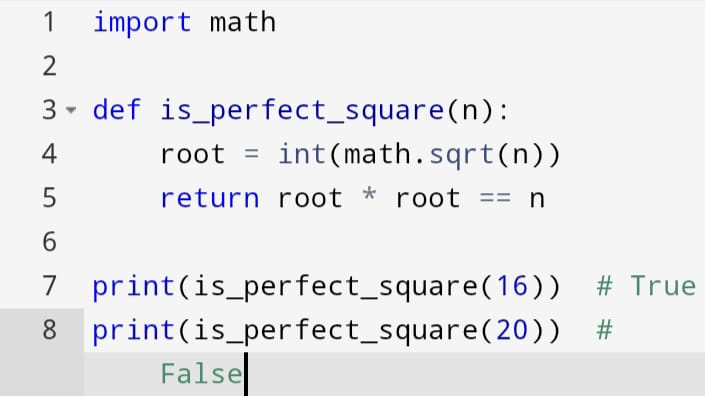 1 import math
2
3 def is_perfect_square(n):
4     root = int(math.sqrt(n))
5     return root * root == n
6
7 print(is_perfect_square(16))  # True
8 print(is_perfect_square(20))  #
    False